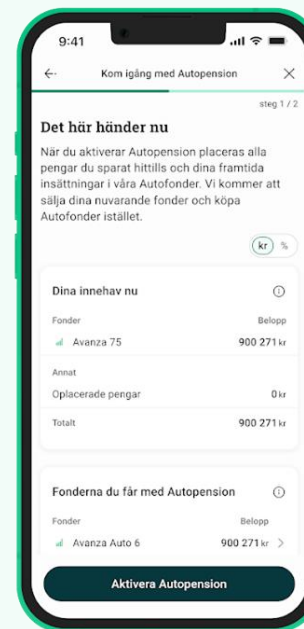 9:41
Kom igång med Autopension
steg 1 / 2
Det här händer nu
När du aktiverar Autopension placeras alla
pengar du sparat hittills och dina framtida
insättningar i våra Autofonder. Vi kommer att
sälja dina nuvarande fonder och köpa
Autofonder istället.
kr %
Dina innehav nu
Fonder Belopp
Avanza 75 900 271 kr
Annat
Oplacerade pengar 0 kr
Totalt 900 271 kr
Fonderna du får med Autopension
Fonder Belopp
Avanza Auto 6 900 271 kr
Aktivera Autopension